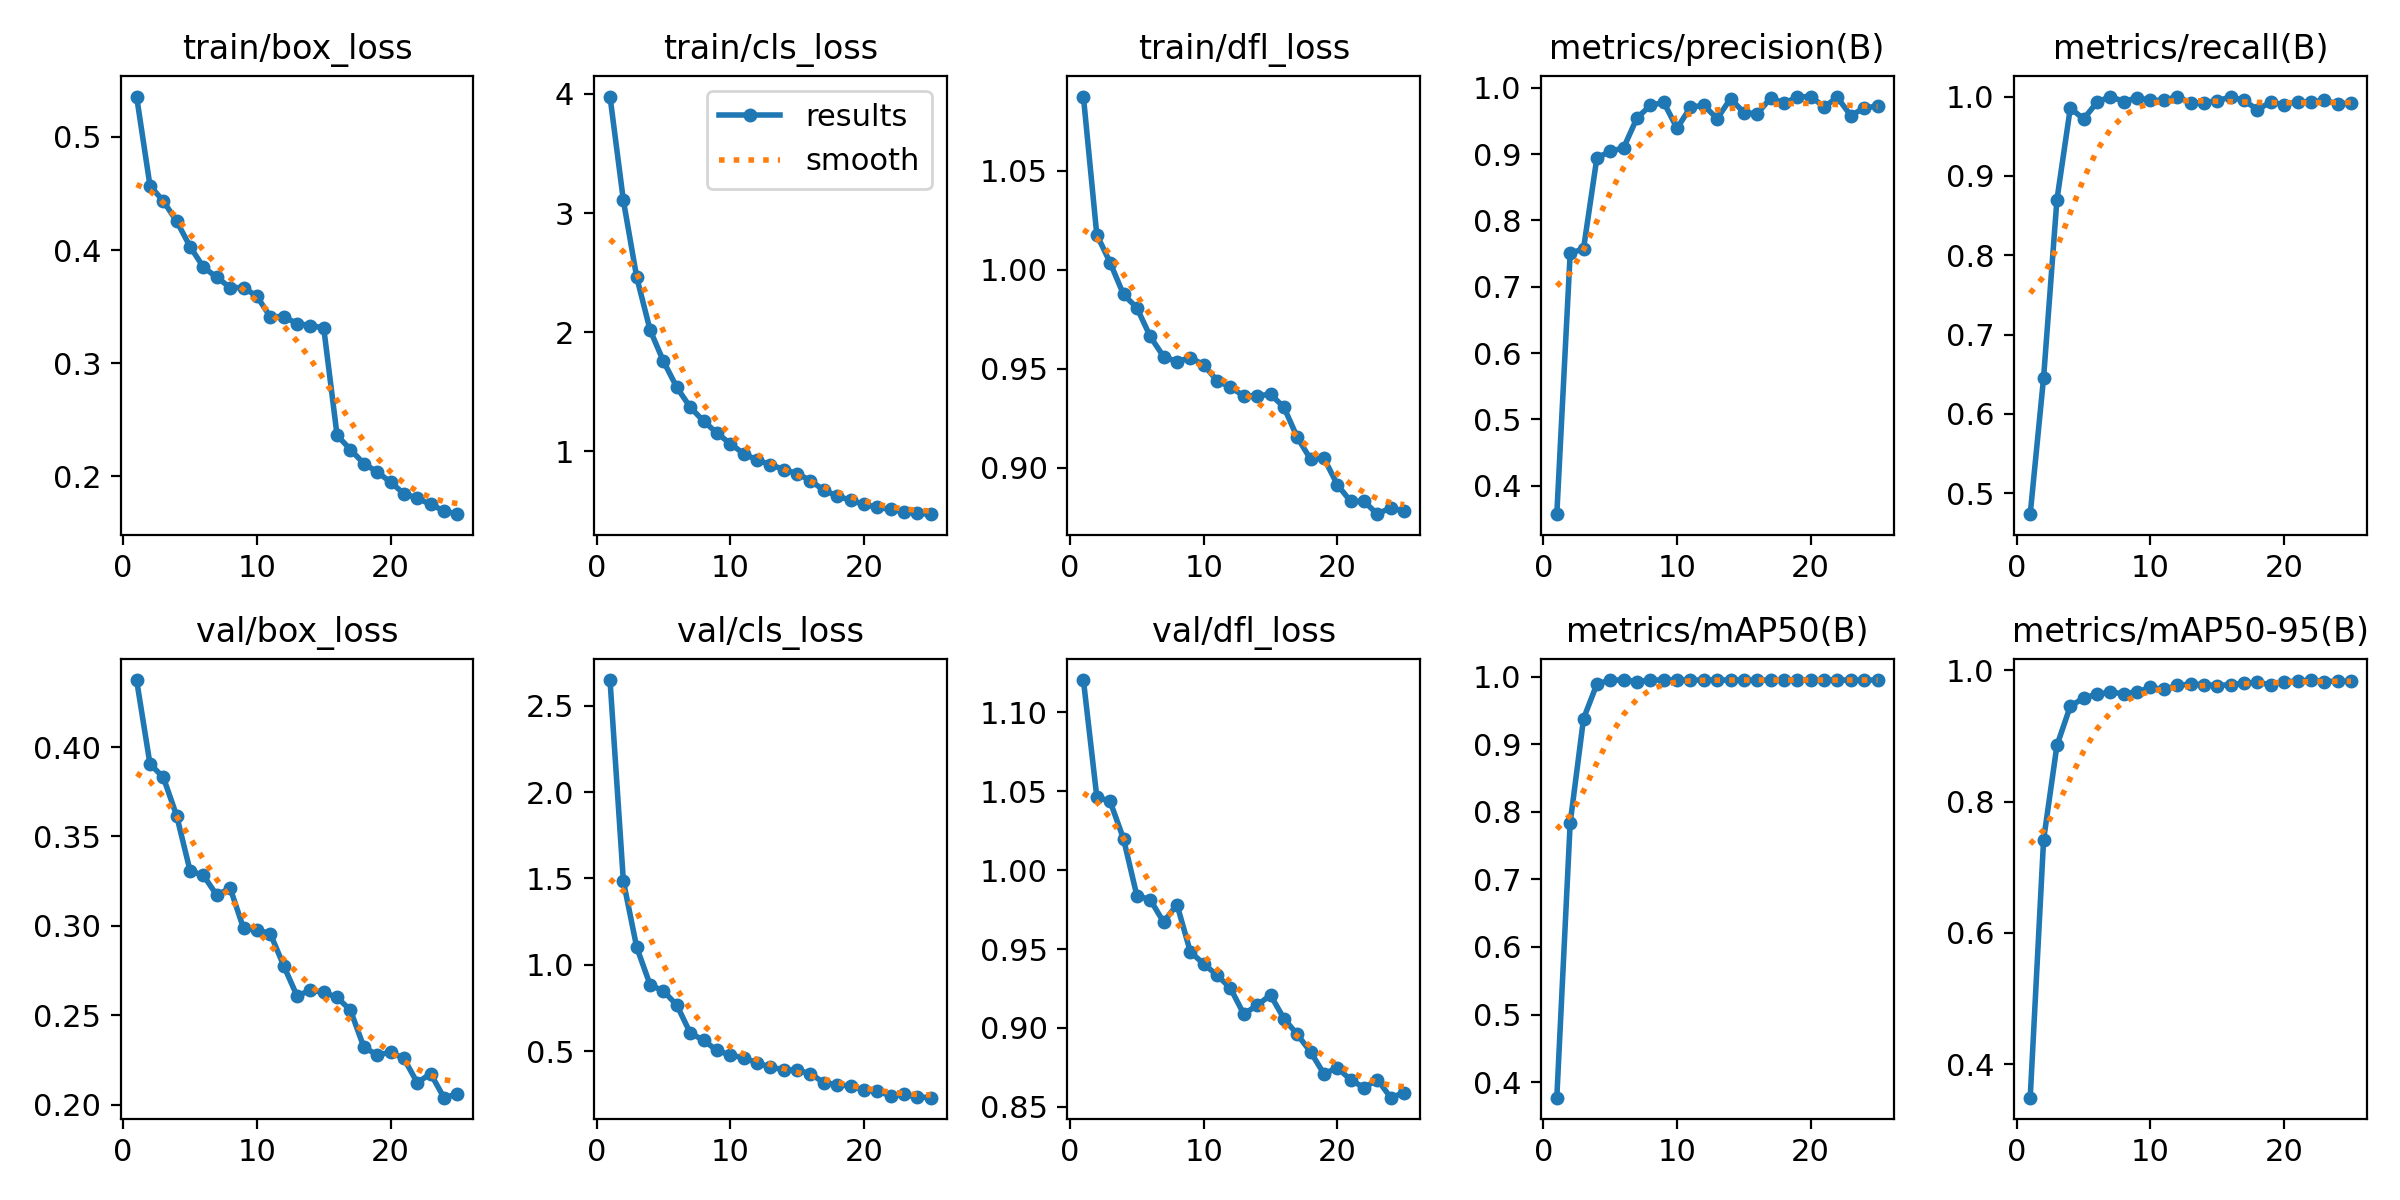 train/box_loss
0.5
0.4
0.3
0.2
0 10 20
train/cls_loss
results
smooth
4
3
2
1
0 10 20
train/dfl_loss
1.05
1.00
0.95
0.90
0 10 20
metrics/precision(B)
1.0
0.9
0.8
0.7
0.6
0.5
0.4
0 10 20
metrics/recall(B)
1.0
0.9
0.8
0.7
0.6
0.5
0 10 20
val/box_loss
0.40
0.35
0.30
0.25
0.20
0 10 20
val/cls_loss
2.5
2.0
1.5
1.0
0.5
0 10 20
val/dfl_loss
1.10
1.05
1.00
0.95
0.90
0.85
0 10 20
metrics/mAP50(B)
1.0
0.9
0.8
0.7
0.6
0.5
0.4
0 10 20
metrics/mAP50-95(B)
1.0
0.8
0.6
0.4
0 10 20